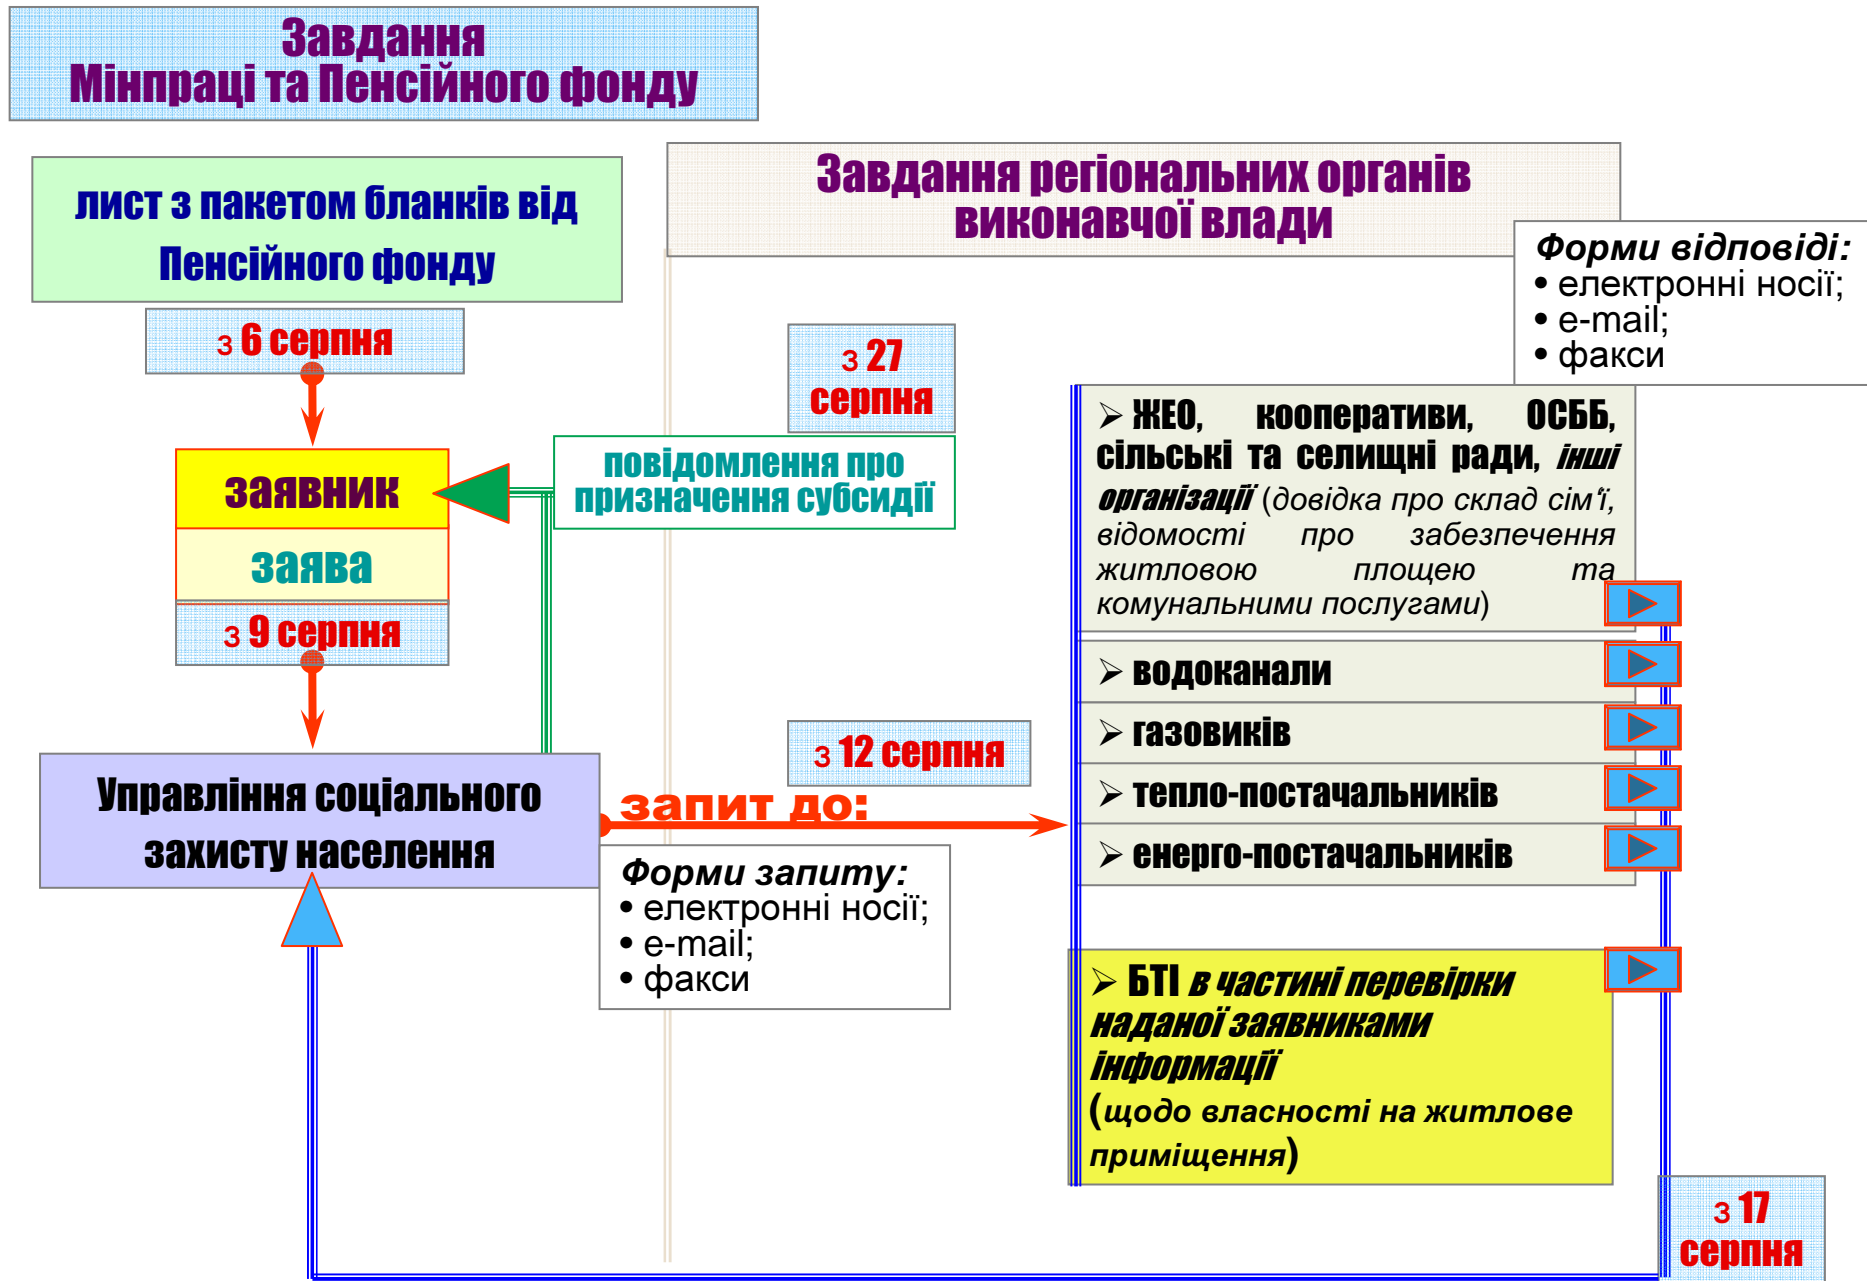 Завдання
Мінпраці та Пенсійного фонду
лист з пакетом бланків від
Пенсійного фонду
з 6 серпня
заявник
заява
з 9 серпня
Управління соціального
захисту населення
Завдання регіональних органів
виконавчої влади
з 27
серпня
повідомлення про
призначення субсидії
з 12 серпня
запит до:
Форми запиту:
• електронні носії;
• e-mail;
• факси
Форми відповіді:
• електронні носії;
• e-mail;
• факси
➢ ЖЕО, кооперативи, ОСББ,
сільські та селищні ради, інші
організації (довідка про склад сім‘ї,
відомості про забезпечення
житловою площею та
комунальними послугами)
➢ водоканали
➢ газовиків
➢ тепло-постачальників
➢ енерго-постачальників
➢ БТІ в частині перевірки
наданої заявниками
інформації
(щодо власності на житлове
приміщення)
з 17
серпня